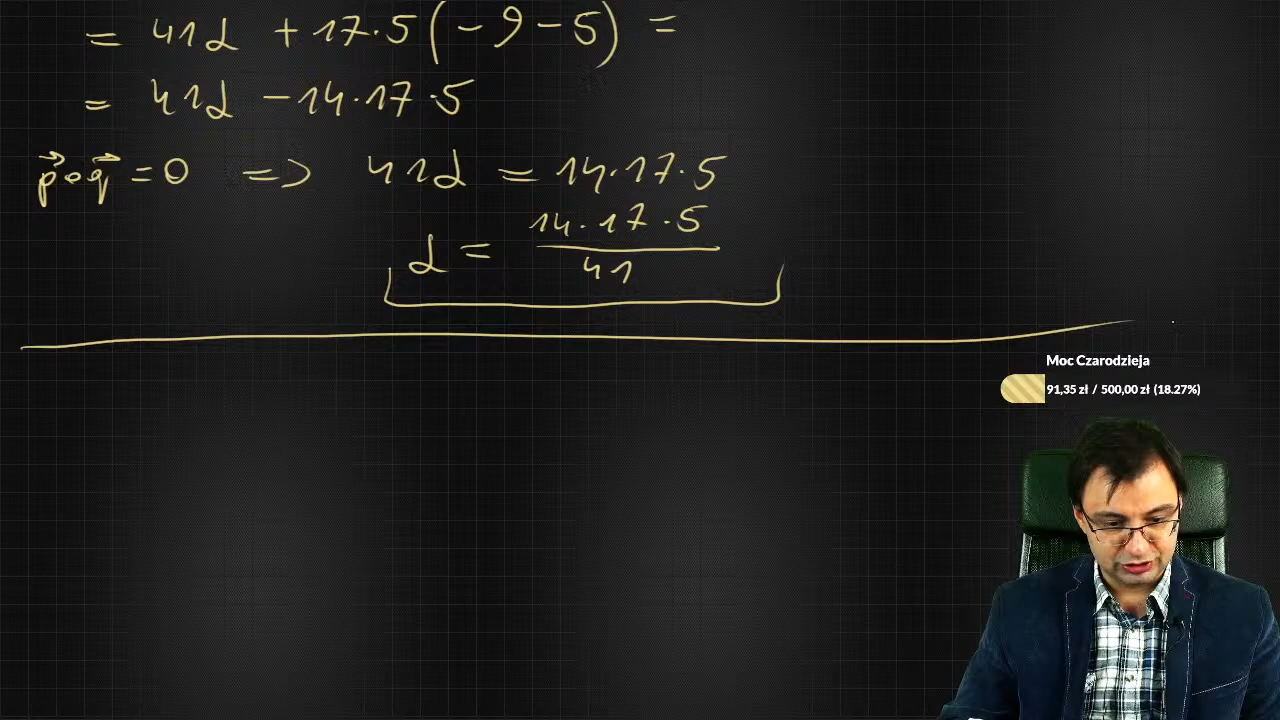 = 41α + 17·5(-9-5) =
= 41α - 14·17·5
p⃗∘q⃗ = 0 => 41α = 14·17·5
α = 14·17·5 / 41
Moc Czarodzieja
91,35 zł / 500,00 zł (18.27%)